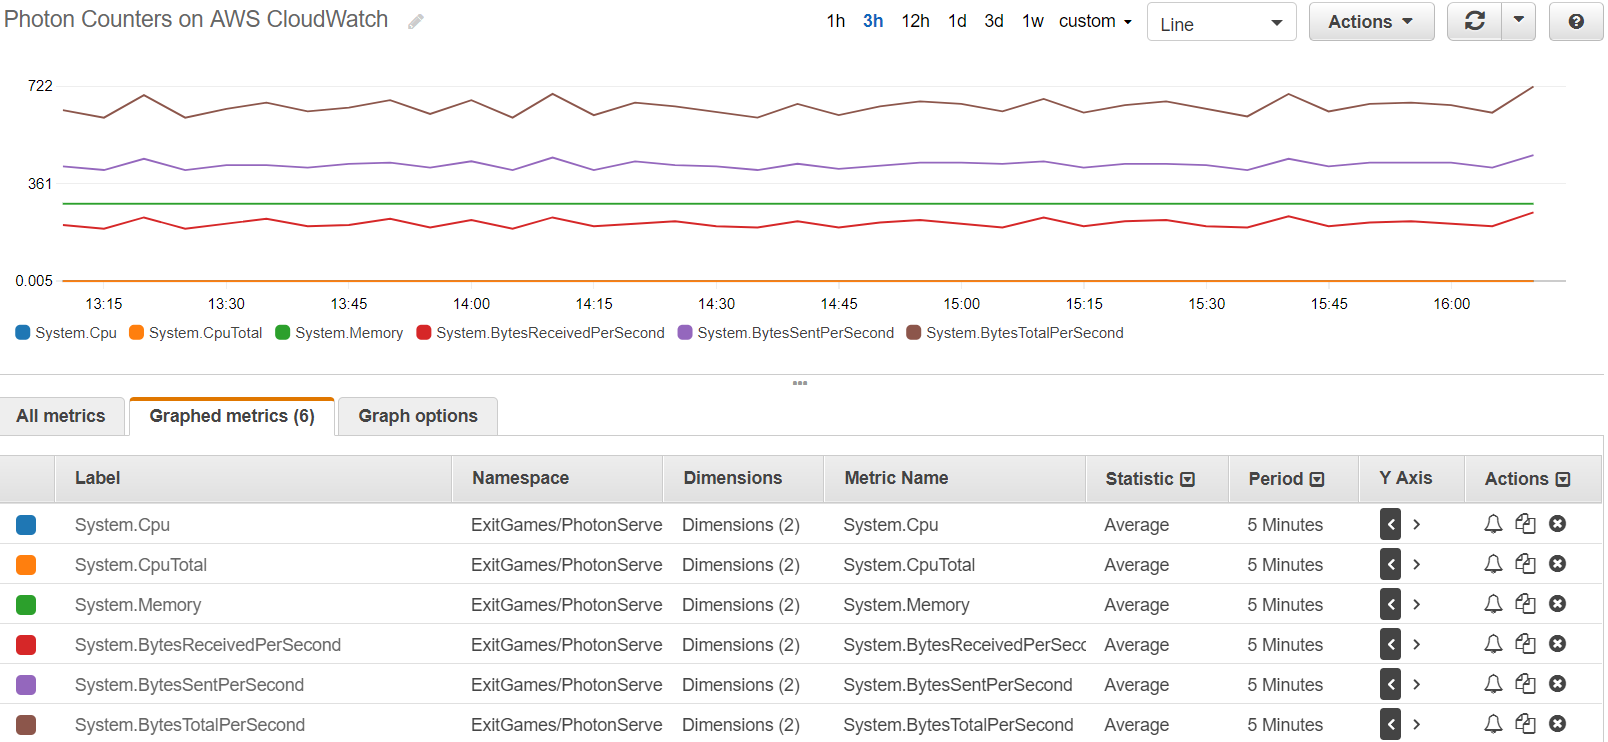 Photon Counters on AWS CloudWatch
1h 3h 12h 1d 3d 1w custom Line Actions
722
361
0.005
13:15 13:30 13:45 14:00 14:15 14:30 14:45 15:00 15:15 15:30 15:45 16:00
System.Cpu System.CpuTotal System.Memory System.BytesReceivedPerSecond System.BytesSentPerSecond System.BytesTotalPerSecond
All metrics Graphed metrics (6) Graph options
Label Namespace Dimensions Metric Name Statistic Period Y Axis Actions
System.Cpu ExitGames/PhotonServe Dimensions (2) System.Cpu Average 5 Minutes
System.CpuTotal ExitGames/PhotonServe Dimensions (2) System.CpuTotal Average 5 Minutes
System.Memory ExitGames/PhotonServe Dimensions (2) System.Memory Average 5 Minutes
System.BytesReceivedPerSecond ExitGames/PhotonServe Dimensions (2) System.BytesReceivedPerSec Average 5 Minutes
System.BytesSentPerSecond ExitGames/PhotonServe Dimensions (2) System.BytesSentPerSecond Average 5 Minutes
System.BytesTotalPerSecond ExitGames/PhotonServe Dimensions (2) System.BytesTotalPerSecond Average 5 Minutes